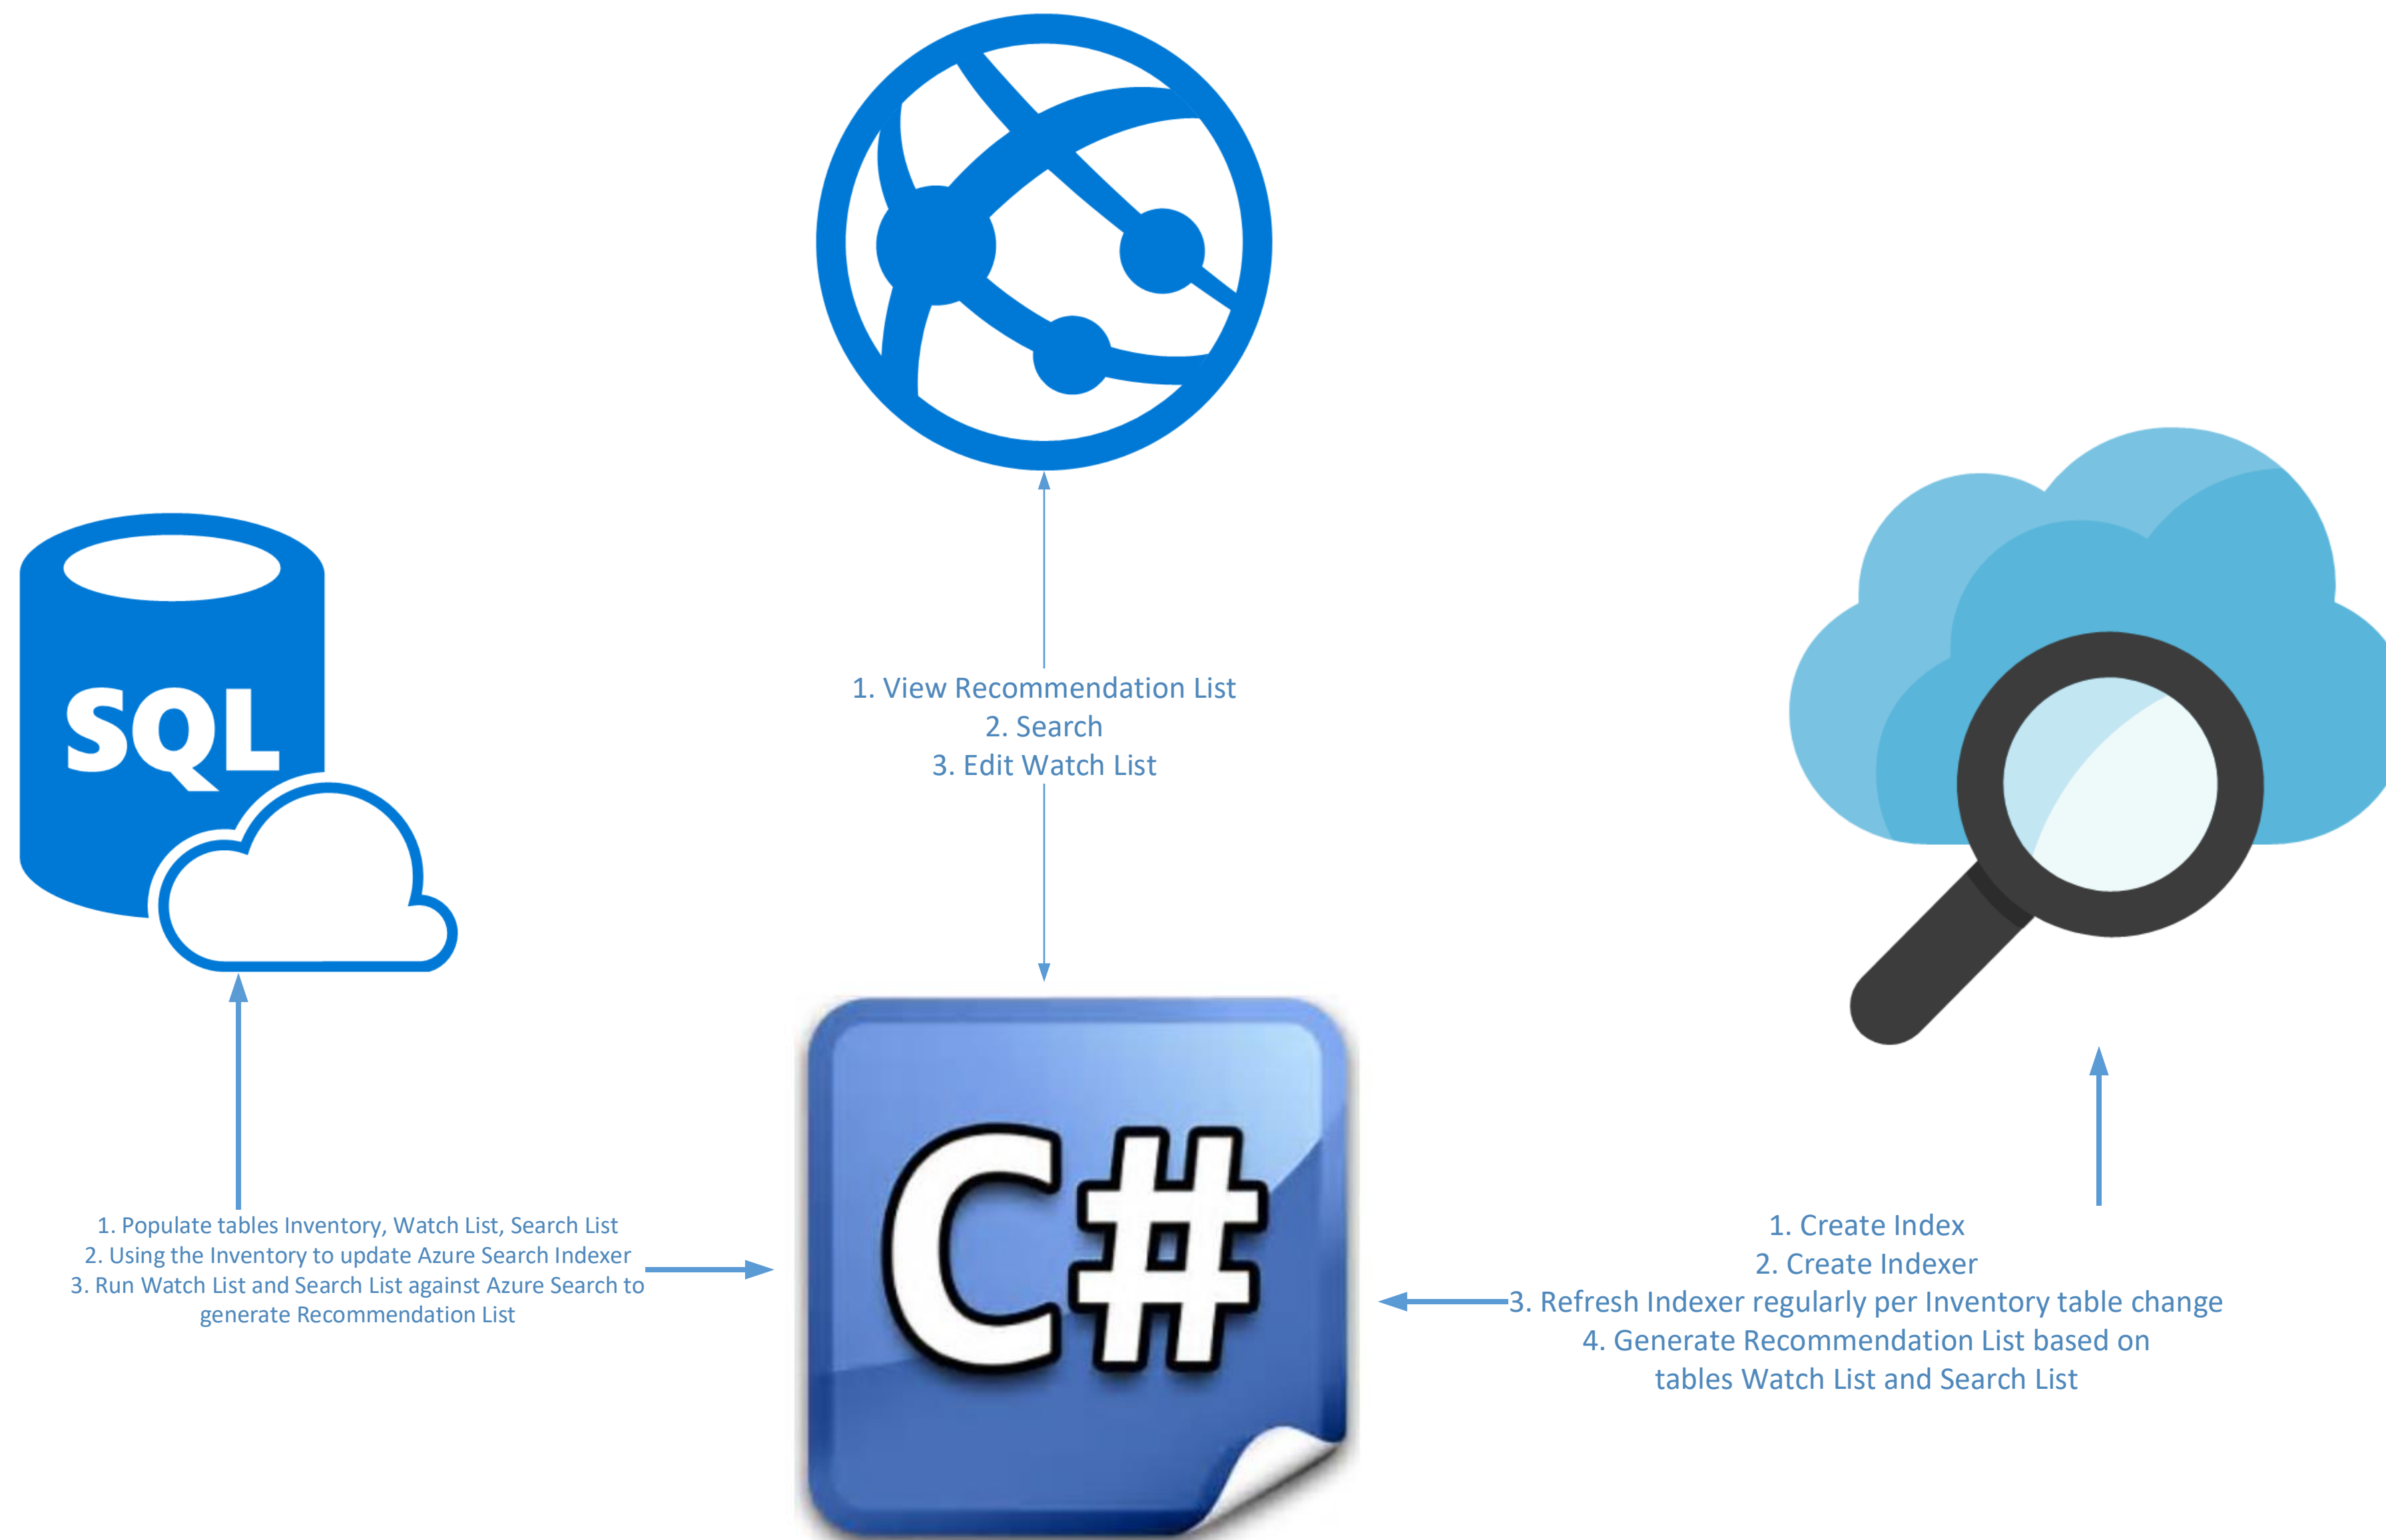 SQL
1. View Recommendation List
2. Search
3. Edit Watch List
C#
1. Populate tables Inventory, Watch List, Search List
2. Using the Inventory to update Azure Search Indexer
3. Run Watch List and Search List against Azure Search to
generate Recommendation List
1. Create Index
2. Create Indexer
3. Refresh Indexer regularly per Inventory table change
4. Generate Recommendation List based on
tables Watch List and Search List